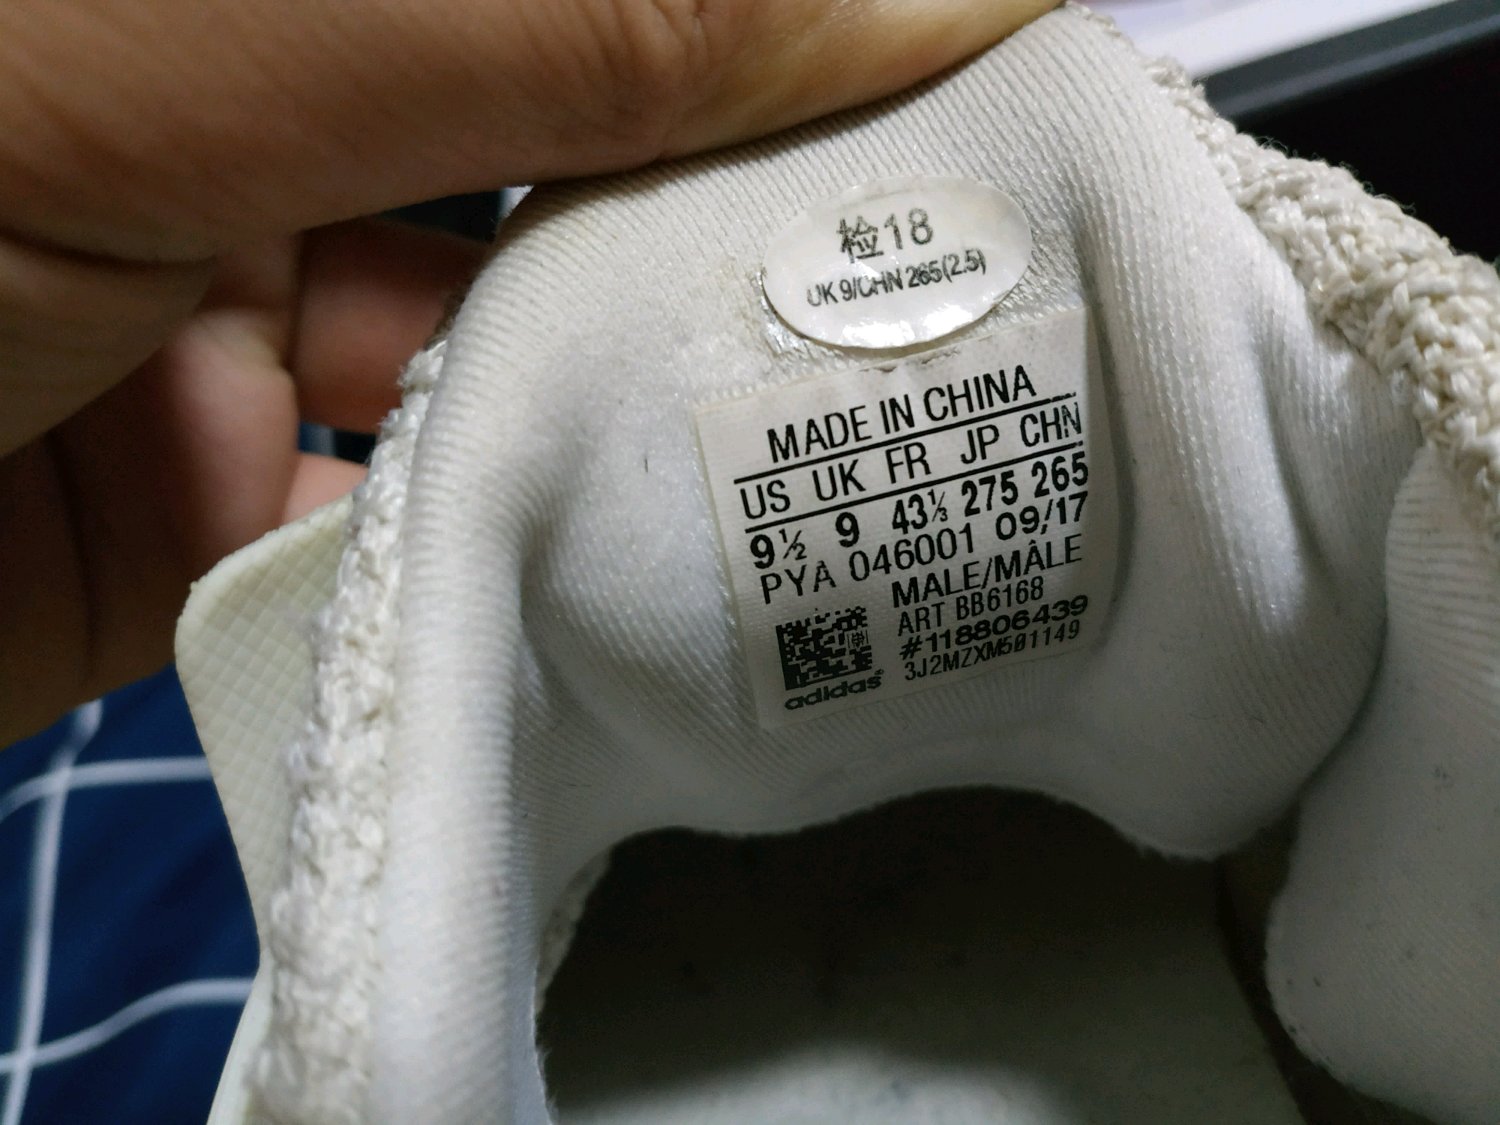 检18
UK 9/CHN 265(2.5)
MADE IN CHINA
US UK FR JP CHN
9½ 9 43⅓ 275 265
PYA 046001 09/17
MALE/MÂLE
ART BB6168
#118806439
3J2MZXM501149
adidas